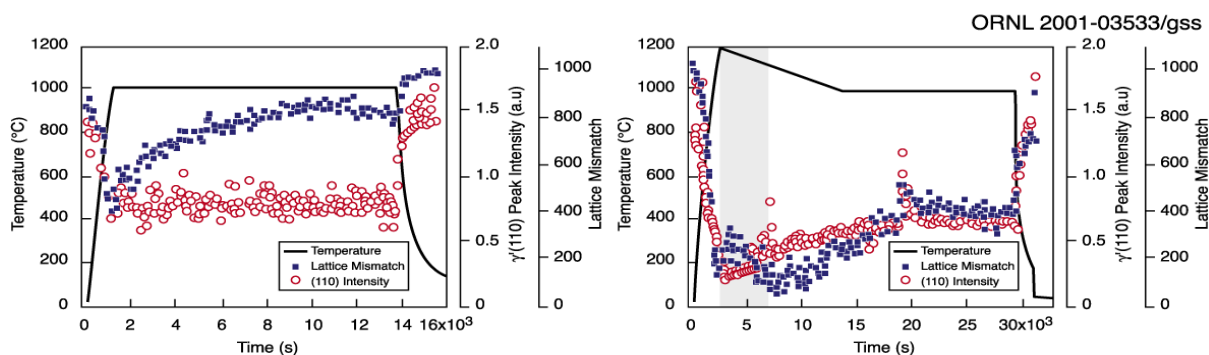 ORNL 2001-03533/gss
1200
1000
800
600
400
200
0
Temperature (°C)
0 2 4 6 8 10 12 14 16x10³
Time (s)
Temperature
Lattice Mismatch
(110) Intensity
2.0
1.5
1.0
0.5
0
γ'(110) Peak Intensity (a.u)
1000
800
600
400
200
0
Lattice Mismatch
1200
1000
800
600
400
200
0
Temperature (°C)
0 5 10 15 20 25 30x10³
Time (s)
Temperature
Lattice Mismatch
(110) Intensity
2.0
1.5
1.0
0.5
0
γ'(110) Peak Intensity (a.u)
1000
800
600
400
200
0
Lattice Mismatch